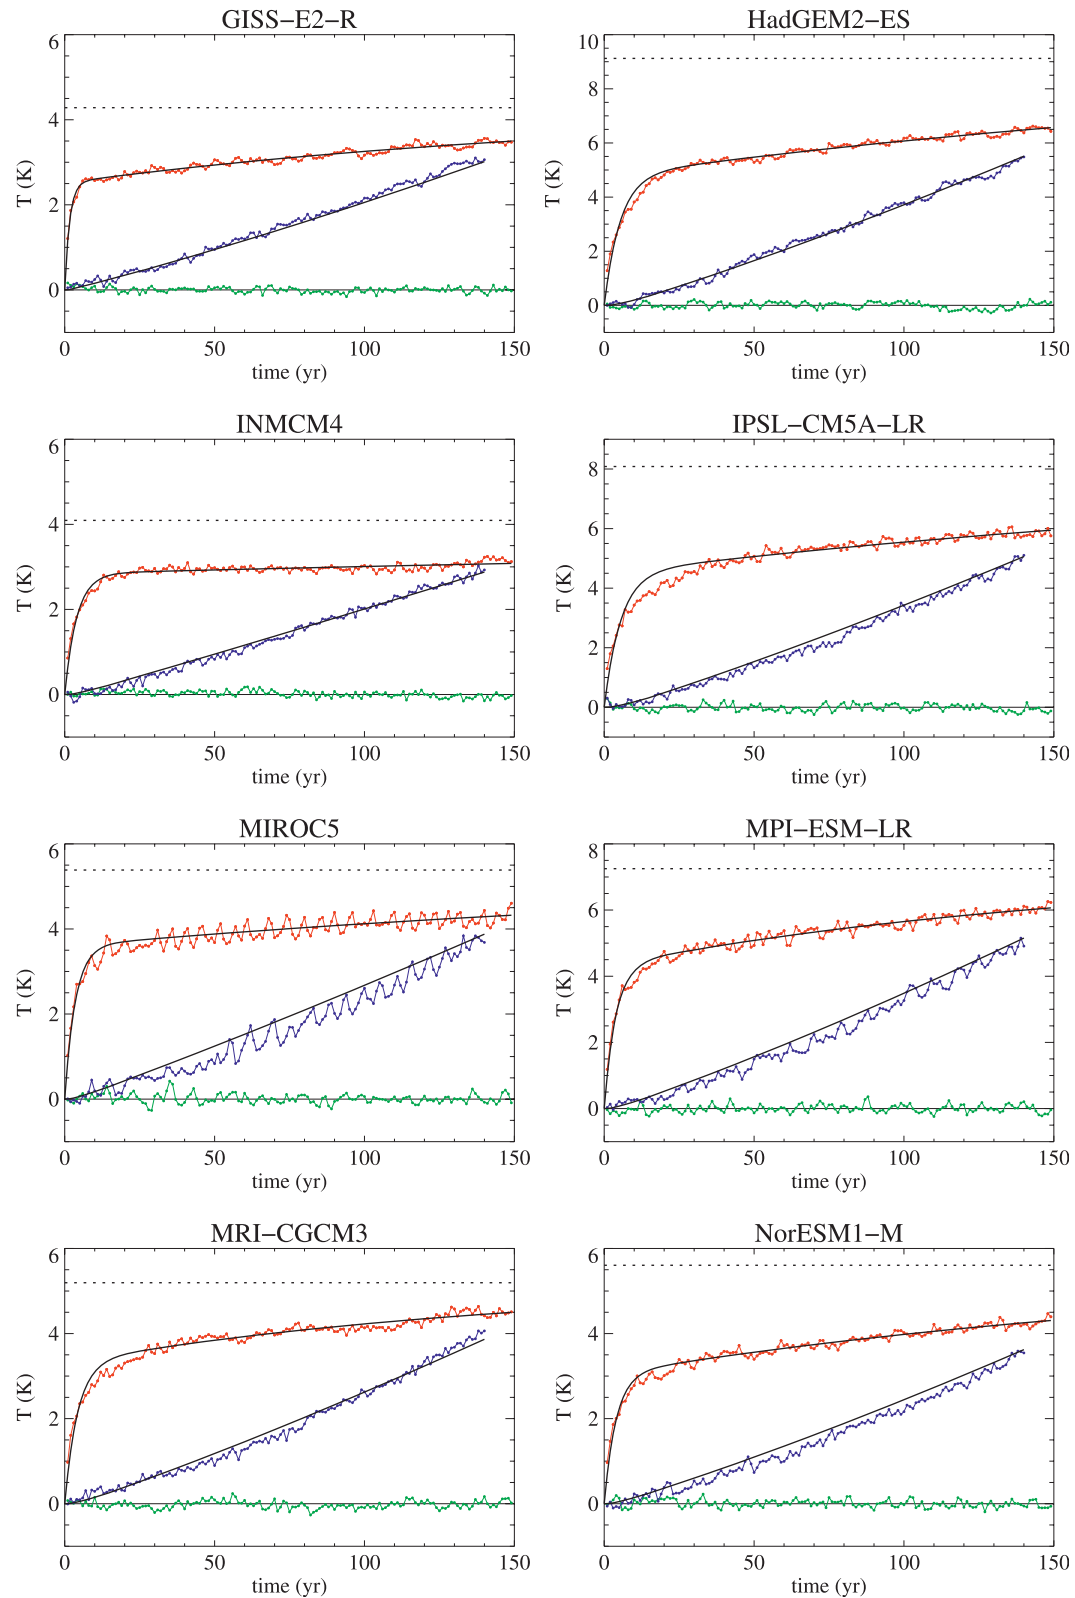 GISS−E2−R
6
4
2
0
T (K)
0 50 100 150
time (yr)
HadGEM2−ES
10
8
6
4
2
0
T (K)
0 50 100 150
time (yr)
INMCM4
6
4
2
0
T (K)
0 50 100 150
time (yr)
IPSL−CM5A−LR
8
6
4
2
0
T (K)
0 50 100 150
time (yr)
MIROC5
6
4
2
0
T (K)
0 50 100 150
time (yr)
MPI−ESM−LR
8
6
4
2
0
T (K)
0 50 100 150
time (yr)
MRI−CGCM3
6
4
2
0
T (K)
0 50 100 150
time (yr)
NorESM1−M
6
4
2
0
T (K)
0 50 100 150
time (yr)